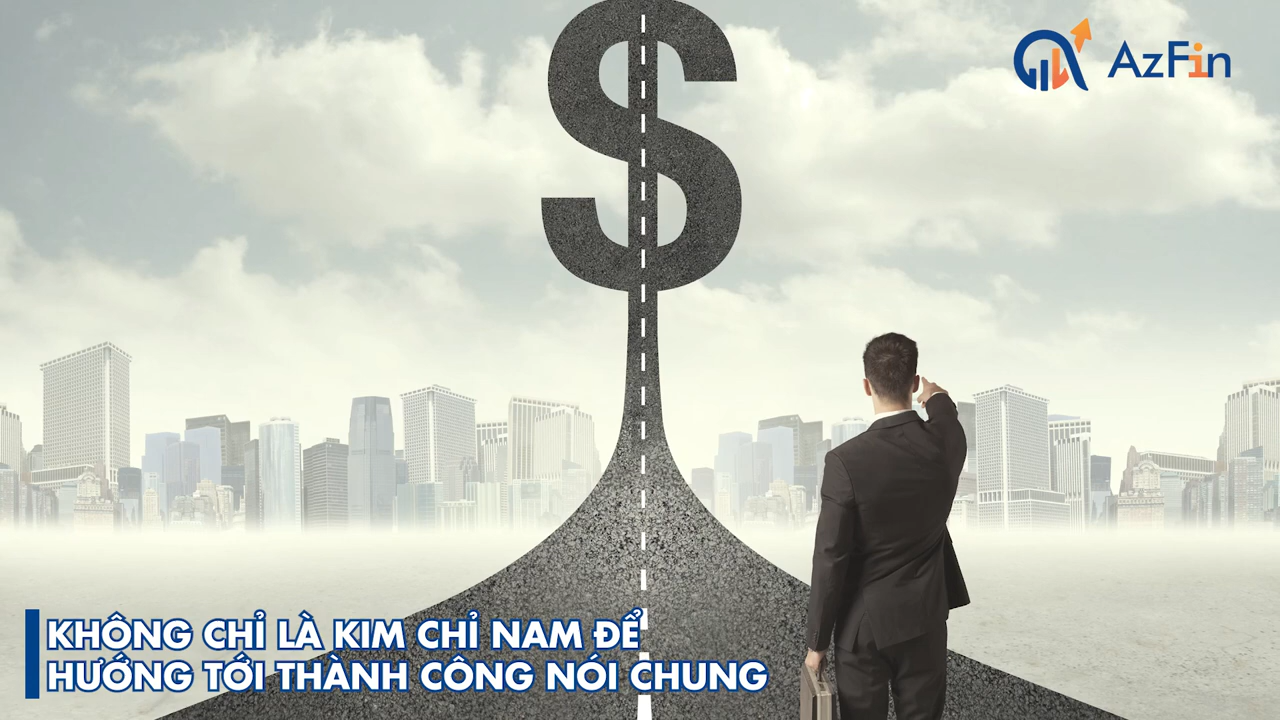 AzFin
KHÔNG CHỈ LÀ KIM CHỈ NAM ĐỂ
HƯỚNG TỚI THÀNH CÔNG NÓI CHUNG